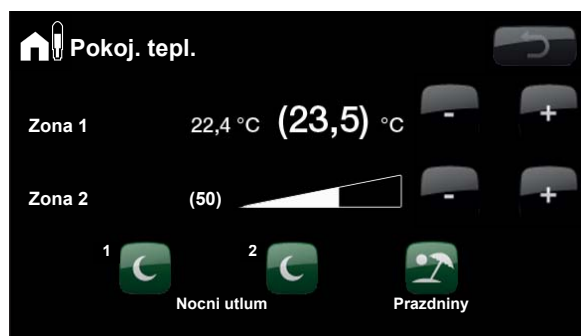 Pokoj. tepl.
Zona 1 22,4 °C (23,5) °C - +
Zona 2 (50) - +
1 2
Nocni utlum Prazdniny